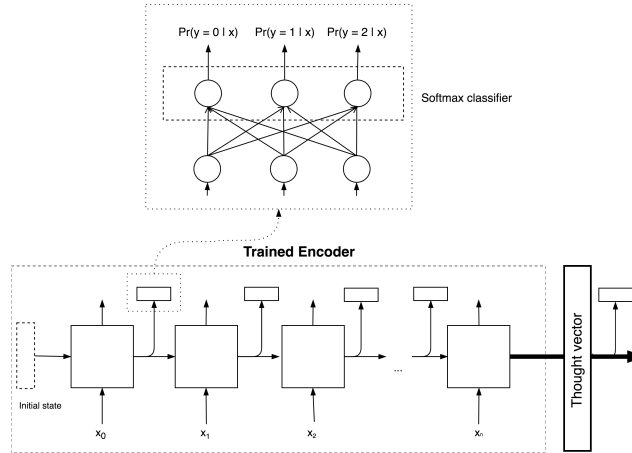 Pr(y = 0 | x) Pr(y = 1 | x) Pr(y = 2 | x)
Softmax classifier
Trained Encoder
Thought vector
...
Initial state
x0 x1 x2 xn